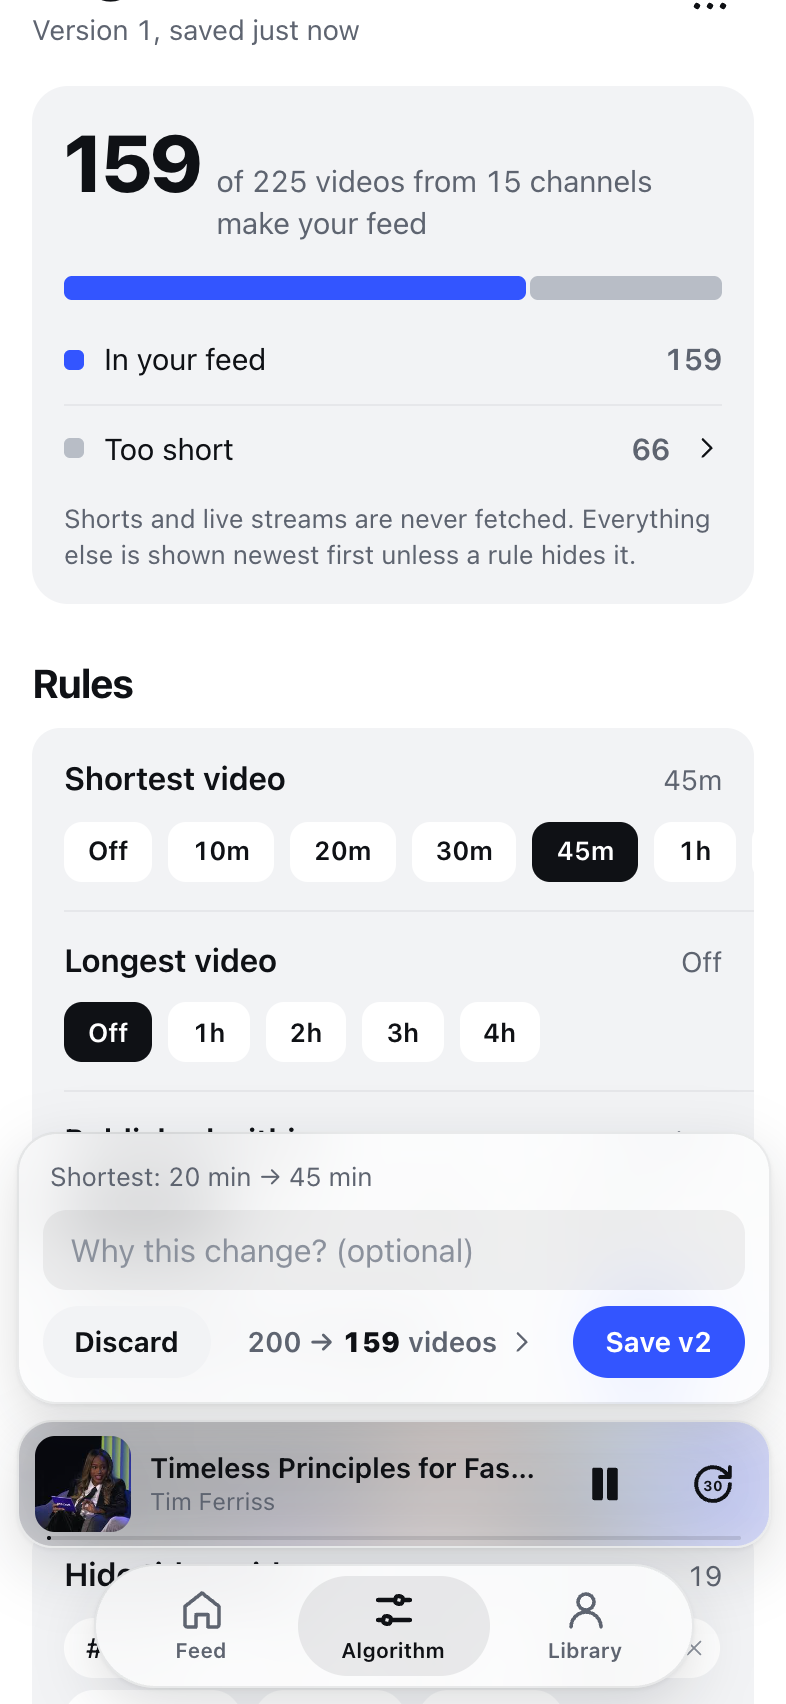 Version 1, saved just now
159 of 225 videos from 15 channels
make your feed
In your feed 159
Too short 66
Shorts and live streams are never fetched. Everything
else is shown newest first unless a rule hides it.
Rules
Shortest video 45m
Off 10m 20m 30m 45m 1h
Longest video Off
Off 1h 2h 3h 4h
Shortest: 20 min → 45 min
Why this change? (optional)
Discard 200 → 159 videos Save v2
Timeless Principles for Fas...
Tim Ferriss
30
19
#
Feed Algorithm Library